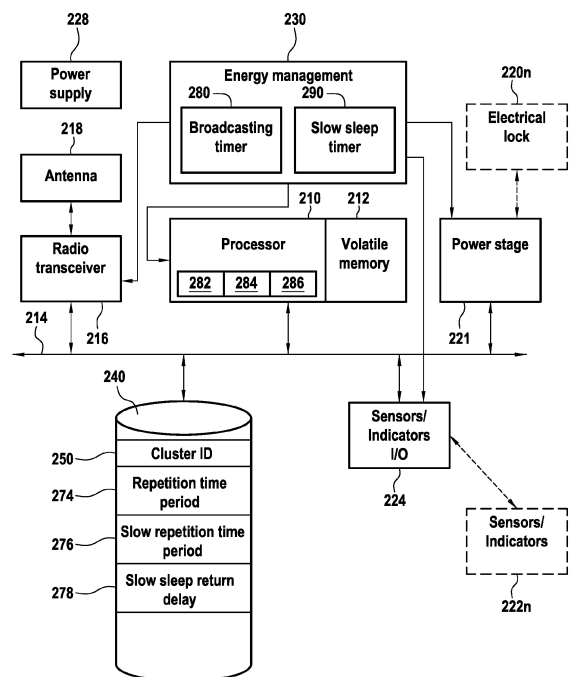 228
230
Power
supply
Energy management
280
290
Broadcasting
timer
Slow sleep
timer
220n
Electrical
lock
218
Antenna
210
212
Radio
transceiver
Processor
Volatile
memory
Power stage
282
284
286
214
216
221
240
250
Cluster ID
274
Repetition time
period
276
Slow repetition time
period
278
Slow sleep return
delay
Sensors/
Indicators
I/O
224
Sensors/
Indicators
222n